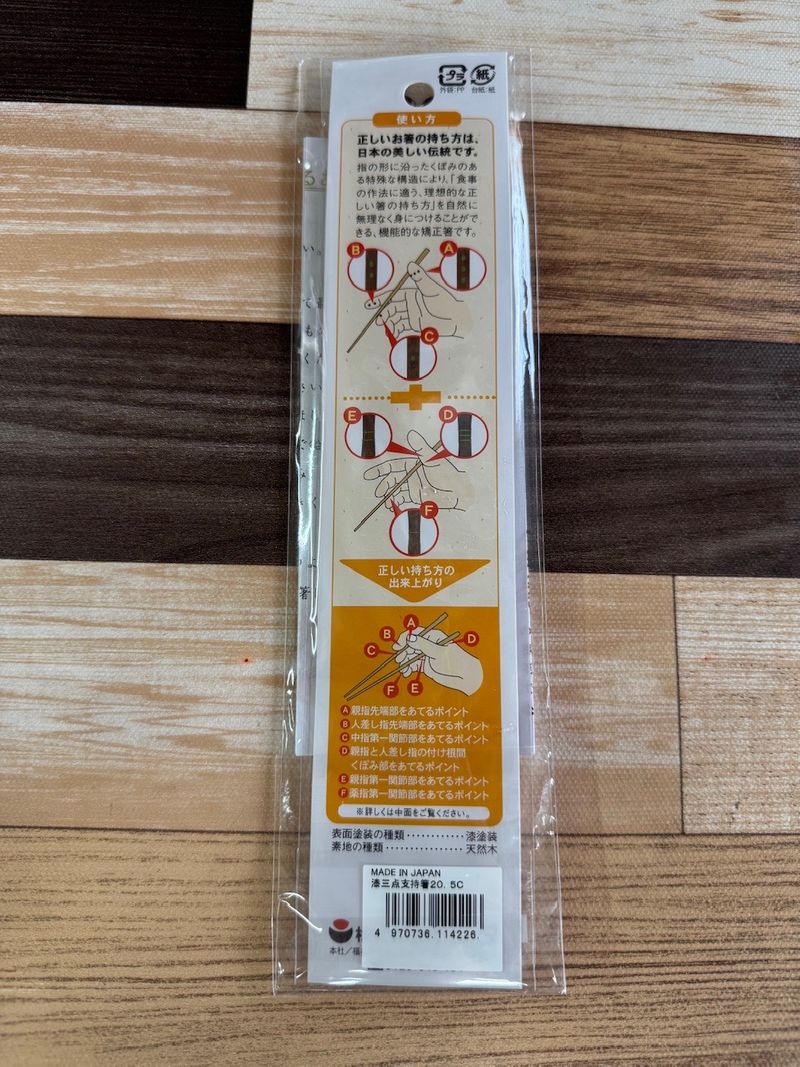 プラ 紙
外袋:PP 台紙:紙
使い方
正しいお箸の持ち方は、
日本の美しい伝統です。
指の形に沿ったくぼみのあ
る特殊な構造により、「食事
の作法に適う、理想的な正
しい箸の持ち方」を自然に
無理なく身につけることがで
きる、機能的な矯正箸です。
B A
C
E D
F
正しい持ち方の
出来上がり
A
B D
C
F E
A 親指先端部をあてるポイント
B 人差し指先端部をあてるポイント
C 中指第一関節部をあてるポイント
D 親指と人差し指の付け根間
くぼみ部をあてるポイント
E 親指第一関節部をあてるポイント
F 薬指第一関節部をあてるポイント
※詳しくは中面をご覧ください。
表面塗装の種類············漆塗装
素地の種類···············天然木
MADE IN JAPAN
漆三点支持箸20.5C
4 970736.114226.
本社/福